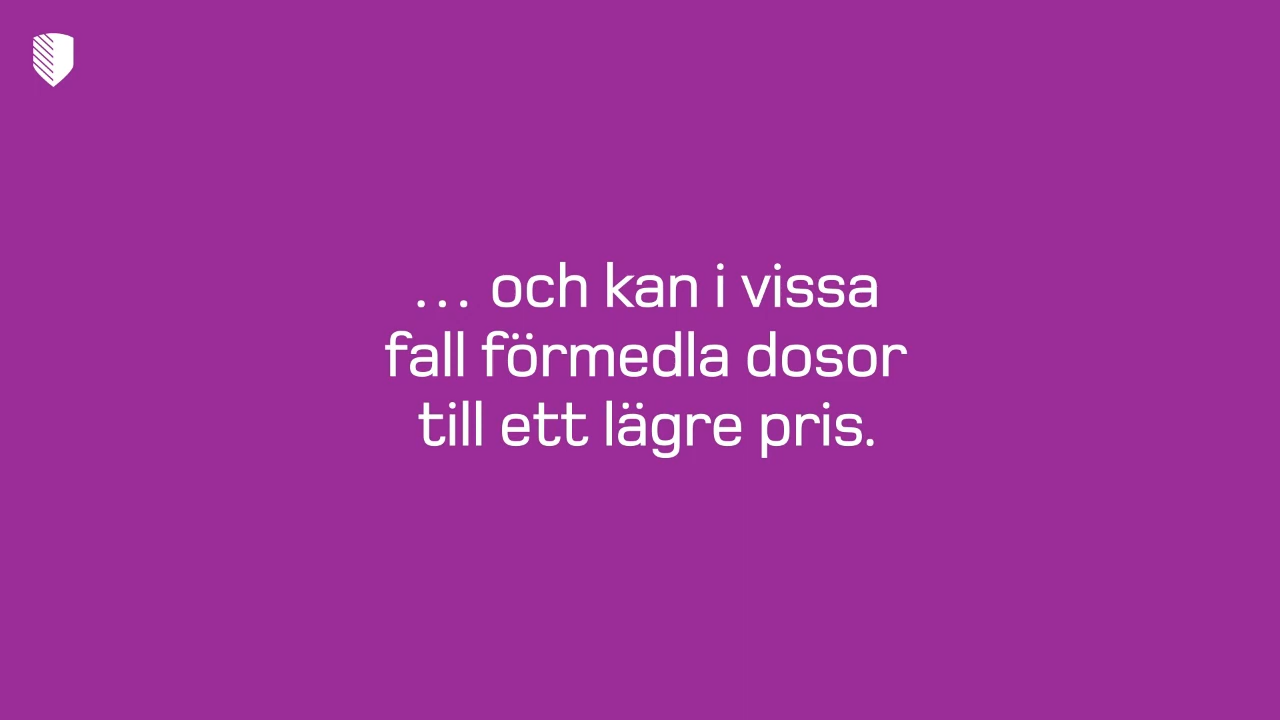 … och kan i vissa
fall förmedla dosor
till ett lägre pris.